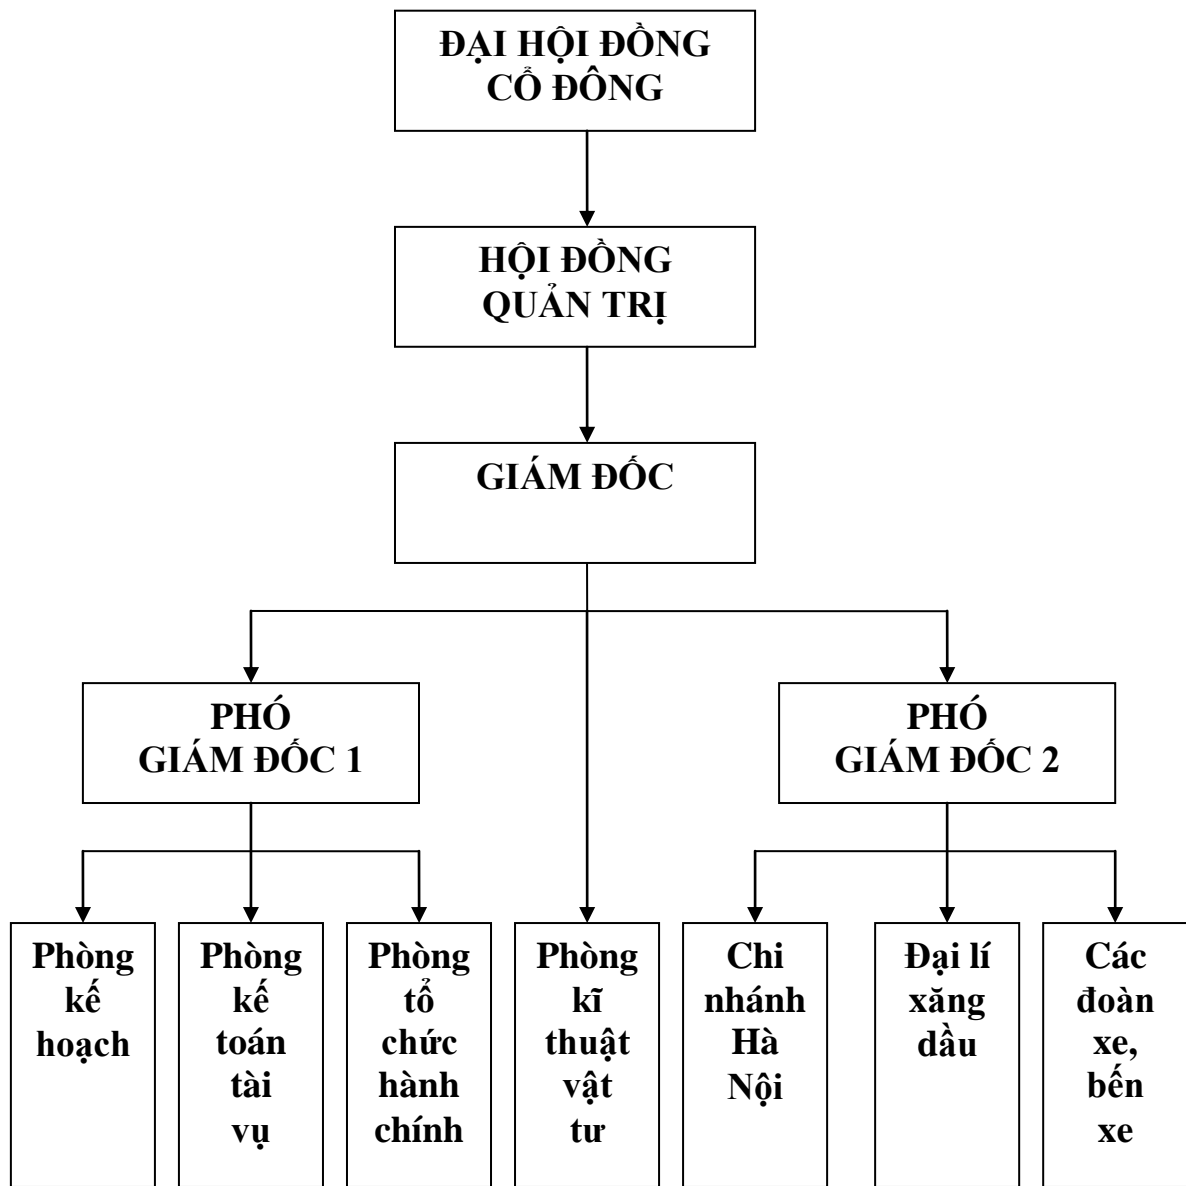 ĐẠI HỘI ĐỒNG
CỔ ĐÔNG
HỘI ĐỒNG
QUẢN TRỊ
GIÁM ĐỐC
PHÓ
GIÁM ĐỐC 1
PHÓ
GIÁM ĐỐC 2
Phòng
kế
hoạch
Phòng
kế
toán
tài
vụ
Phòng
tổ
chức
hành
chính
Phòng
kĩ
thuật
vật
tư
Chi
nhánh
Hà
Nội
Đại lí
xăng
dầu
Các
đoàn
xe,
bến
xe